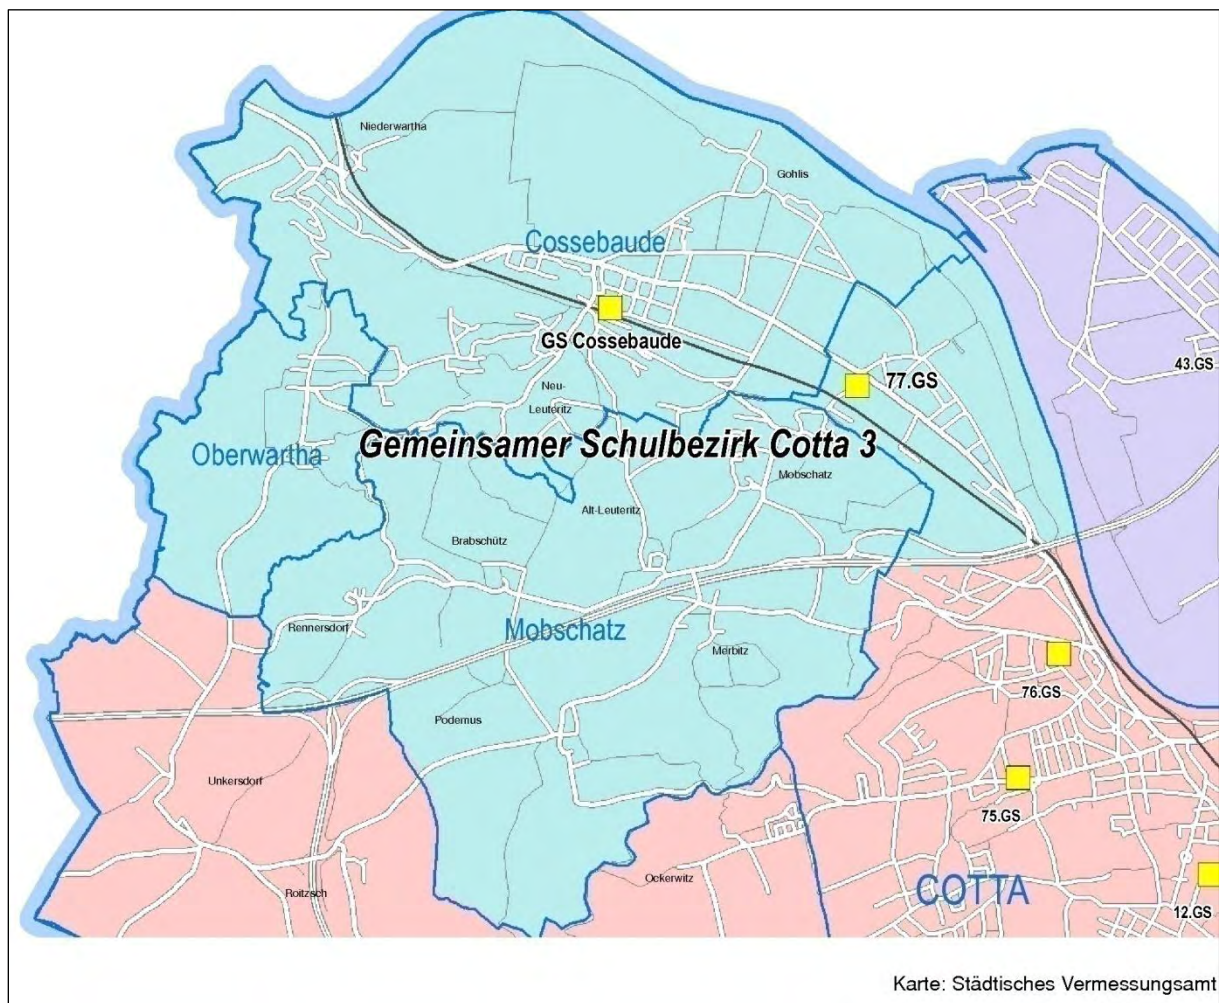 Niederwartha
Gohlis
Cossebaude
GS Cossebaude
43.GS
77.GS
Neu-
Leuteritz
Oberwartha
Gemeinsamer Schulbezirk Cotta 3
Mobschatz
Alt-Leuteritz
Brabschütz
Rennersdorf
Mobschatz
Merbitz
76.GS
Podemus
Unkersdorf
75.GS
Ockerwitz
Roitzsch
COTTA
12.GS
Karte: Städtisches Vermessungsamt